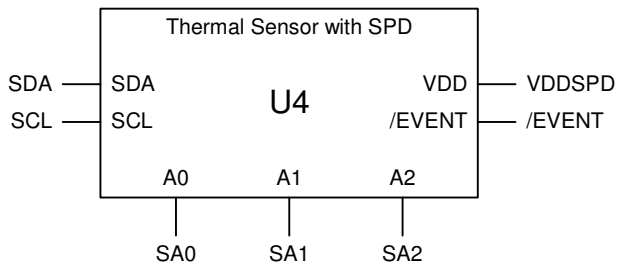 Thermal Sensor with SPD
SDA SDA VDD VDDSPD
U4
SCL SCL /EVENT /EVENT
A0 A1 A2
SA0 SA1 SA2